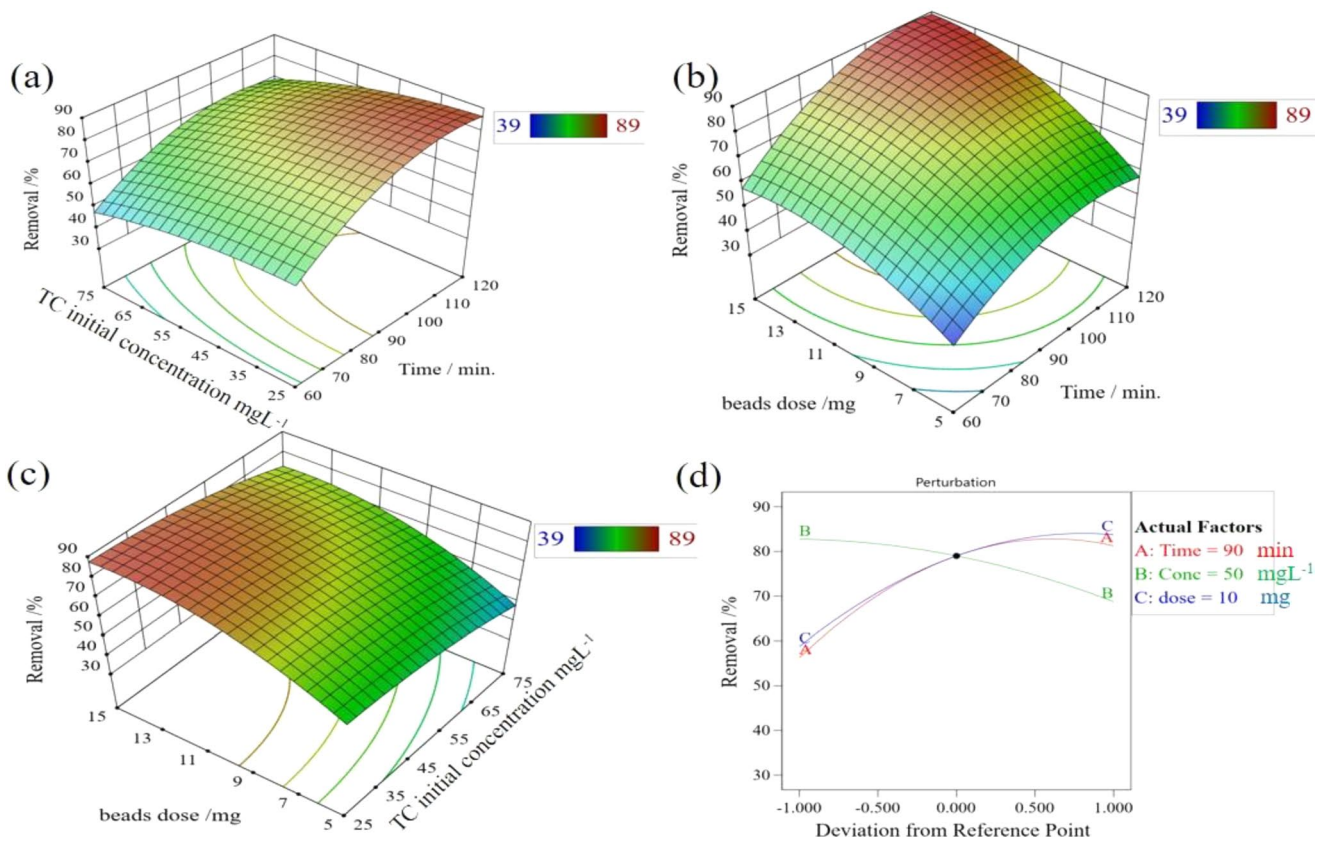 (a)
39 89
90
80
70
60
50
40
30
Removal /%
75
65
55
45
35
25
TC initial concentration mgL-1
60
70
80
90
100
110
120
Time / min.
(b)
39 89
90
80
70
60
50
40
30
Removal /%
15
13
11
9
7
5
beads dose /mg
60
70
80
90
100
110
120
Time / min.
(c)
39 89
90
80
70
60
50
40
30
Removal /%
15
13
11
9
7
5
beads dose /mg
25
35
45
55
65
75
TC initial concentration mgL-1
(d)
Perturbation
90
80
70
60
50
40
30
Removal /%
B
C
A
C
A
B
-1.000 -0.500 0.000 0.500 1.000
Deviation from Reference Point
Actual Factors
A: Time = 90 min
B: Conc = 50 mgL-1
C: dose = 10 mg